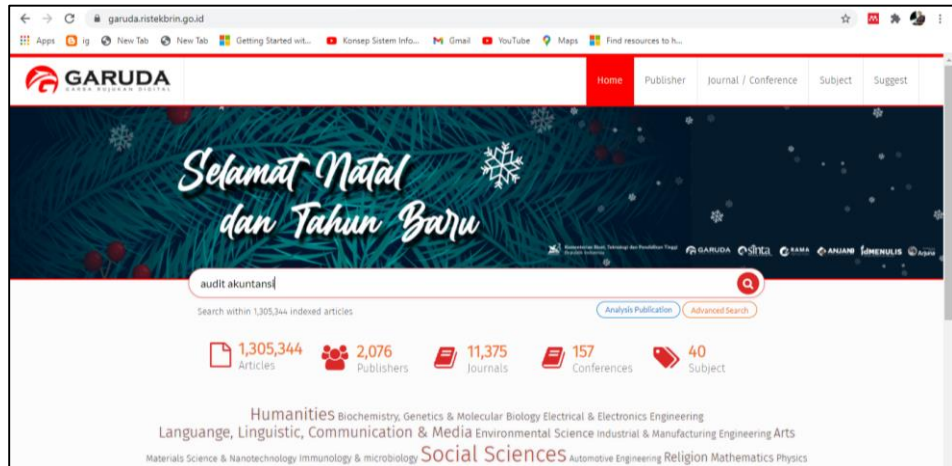 garuda.ristekbrin.go.id
Apps ig New Tab New Tab Getting Started wit... Konsep Sistem Info... Gmail YouTube Maps Find resources to h...
GARUDA
GARBA RUJUKAN DIGITAL
Home Publisher Journal / Conference Subject Suggest
Selamat Natal
dan Tahun Baru
GARUDA sinta RAMA ANJANI IdMENULIS Arjuna
audit akuntansi
Search within 1,305,344 indexed articles
Analysis Publication Advanced Search
1,305,344 2,076 11,375 157 40
Articles Publishers Journals Conferences Subject
Humanities Biochemistry, Genetics & Molecular Biology Electrical & Electronics Engineering
Languange, Linguistic, Communication & Media Environmental Science Industrial & Manufacturing Engineering Arts
Materials Science & Nanotechnology Immunology & microbiology Social Sciences Automotive Engineering Religion Mathematics Physics